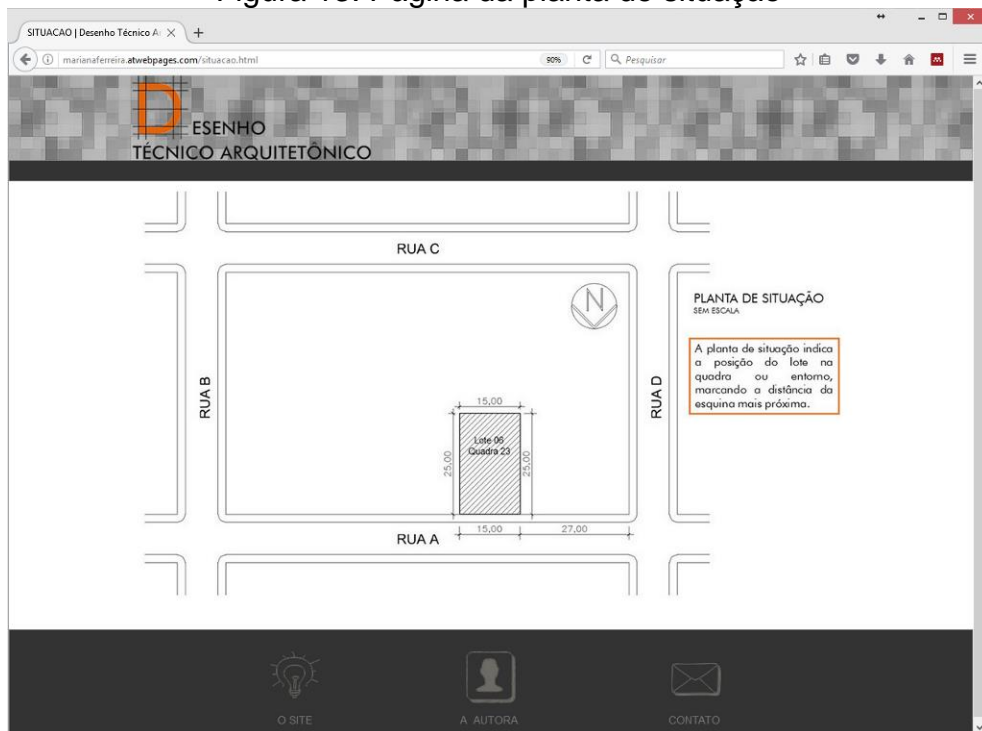 Figura 18: Página da planta de situação
SITUACAO | Desenho Técnico A
marianaferreira.atwebpages.com/situacao.html
90%
Pesquisar
DESENHO
TÉCNICO ARQUITETÔNICO
RUA C
N
PLANTA DE SITUAÇÃO
SEM ESCALA
A planta de situação indica
a posição do lote na
quadra ou entorno,
marcando a distância da
esquina mais próxima.
RUA B
RUA D
15,00
Lote 06
Quadra 23
25,00
25,00
15,00
27,00
RUA A
O SITE
A AUTORA
CONTATO